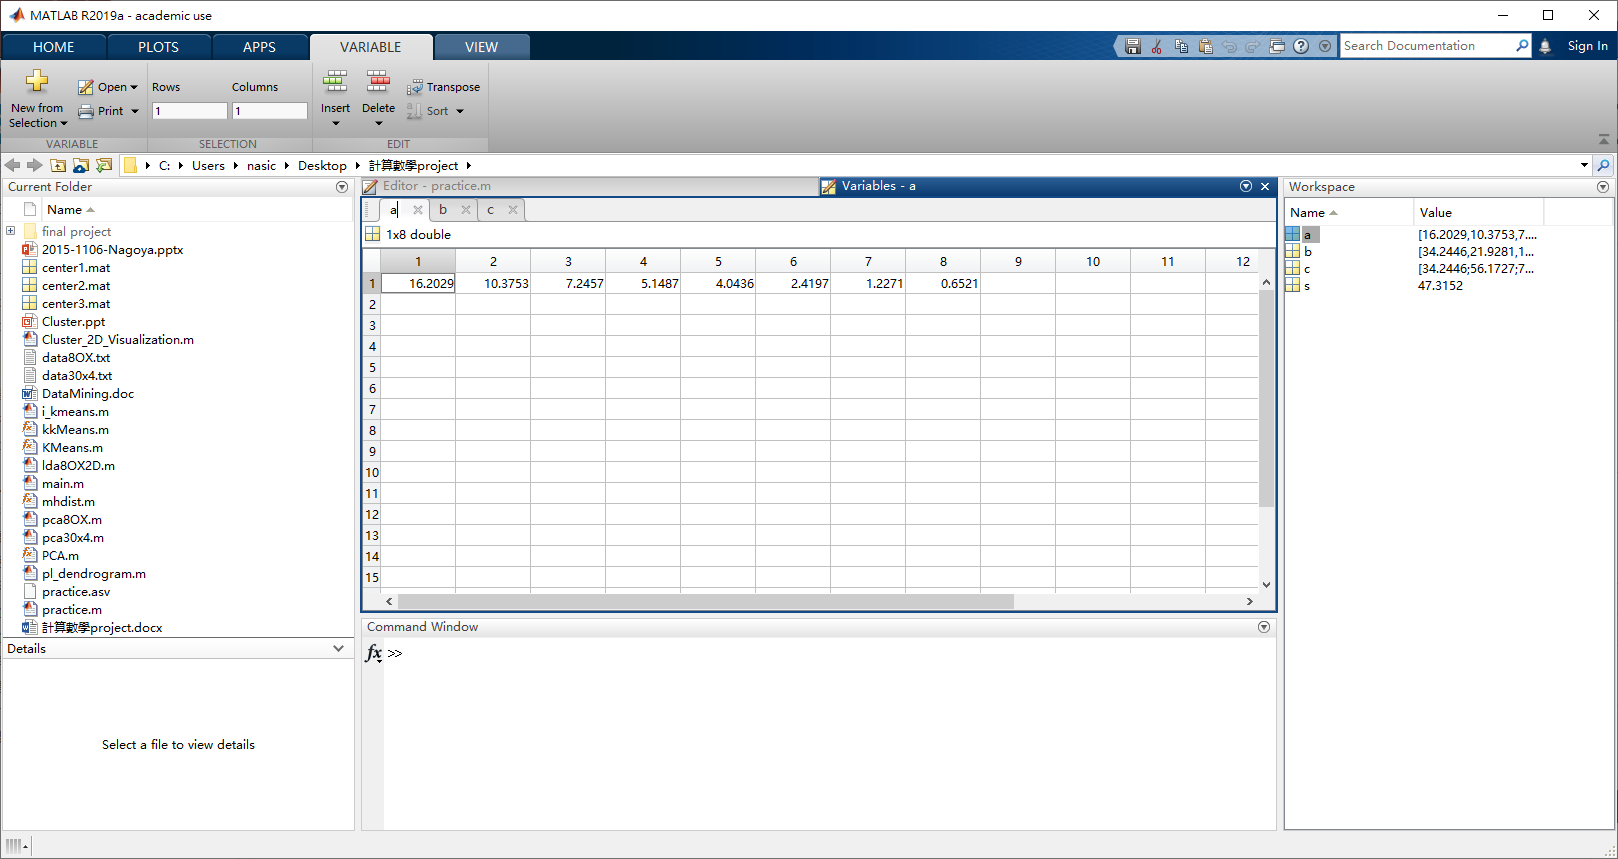 MATLAB R2019a - academic use
HOME PLOTS APPS VARIABLE VIEW
Search Documentation Sign In
New from Selection
Open
Print
VARIABLE
Rows Columns
1 1
SELECTION
Insert Delete
Transpose
Sort
EDIT
C: Users nasic Desktop 計算數學project
Current Folder
Name
final project
2015-1106-Nagoya.pptx
center1.mat
center2.mat
center3.mat
Cluster.ppt
Cluster_2D_Visualization.m
data8OX.txt
data30x4.txt
DataMining.doc
i_kmeans.m
kkMeans.m
KMeans.m
lda8OX2D.m
main.m
mhdist.m
pca8OX.m
pca30x4.m
PCA.m
pl_dendrogram.m
practice.asv
practice.m
計算數學project.docx
Details
Select a file to view details
Editor - practice.m Variables - a
a b c
1x8 double
1 2 3 4 5 6 7 8 9 10 11 12
1 16.2029 10.3753 7.2457 5.1487 4.0436 2.4197 1.2271 0.6521
2
3
4
5
6
7
8
9
10
11
12
13
14
15
Command Window
fx >>
Workspace
Name Value
a [16.2029,10.3753,7....
b [34.2446,21.9281,1...
c [34.2446;56.1727;7...
s 47.3152